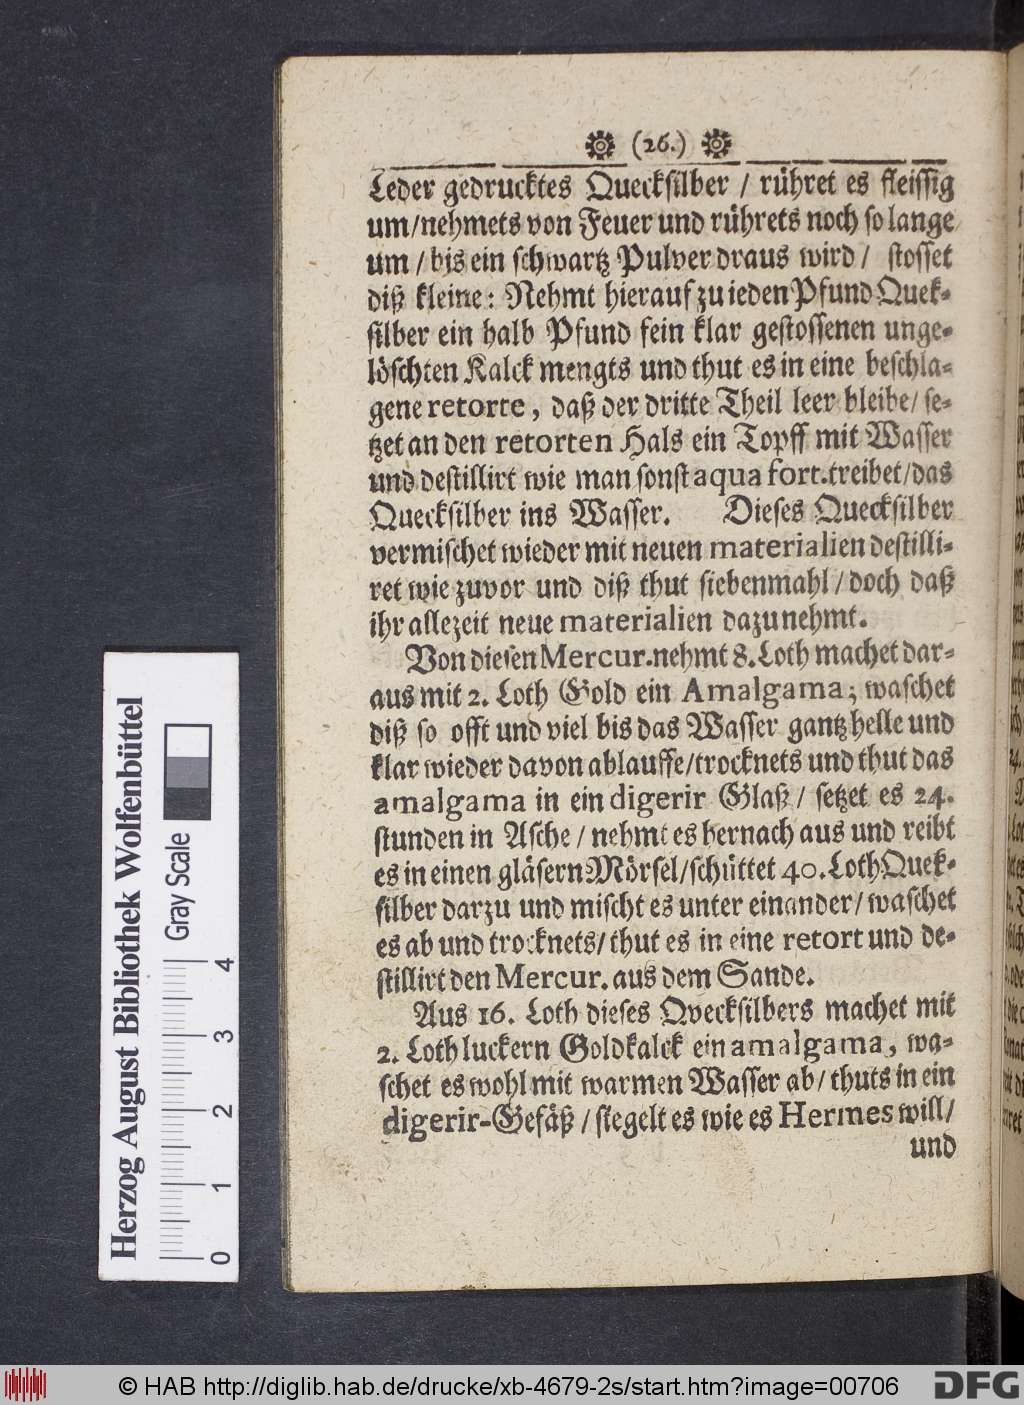 (26.)
Leder gedrucktes Quecksilber / rühret es fleissig
um/nehmets von Feuer und rührets noch so lange
um / bis ein schwartz Pulver draus wird / stosset
diß kleine: Nehmt hierauf zu ieden Pfund Quek-
silber ein halb Pfund fein klar gestossenen unge-
löschten Kalck mengts und thut es in eine beschla-
gene retorte, daß der dritte Theil leer bleibe/ se-
tzet an den retorten Hals ein Topff mit Wasser
und destillirt wie man sonst aqua fort. treibet/das
Quecksilber ins Wasser. Dieses Quecksilber
vermischet wieder mit neuen materialien destilli-
ret wie zuvor und diß thut siebenmahl / doch daß
ihr allezeit neue materialien dazu nehmt.
Von diesen Mercur. nehmt 8. Loth machet dar-
aus mit 2. Loth Gold ein Amalgama; waschet
diß so offt und viel bis das Wasser gantz helle und
klar wieder davon ablauffe/trocknets und thut das
amalgama in ein digerir Glaß / setzet es 24.
stunden in Asche / nehmt es hernach aus und reibt
es in einen gläsern Mörsel/schüttet 40. Loth Quek-
silber darzu und mischt es unter einander/ waschet
es ab und trocknets/ thut es in eine retort und de-
stillirt den Mercur. aus dem Sande.
Aus 16. Loth dieses Qvecksilbers machet mit
2. Loth luckern Goldkalck ein amalgama, wa-
schet es wohl mit warmen Wasser ab/ thuts in ein
digerir-Gefäß / siegelt es wie es Hermes will/
und
Herzog August Bibliothek Wolfenbüttel
Gray Scale
0 1 2 3 4
© HAB http://diglib.hab.de/drucke/xb-4679-2s/start.htm?image=00706
DFG